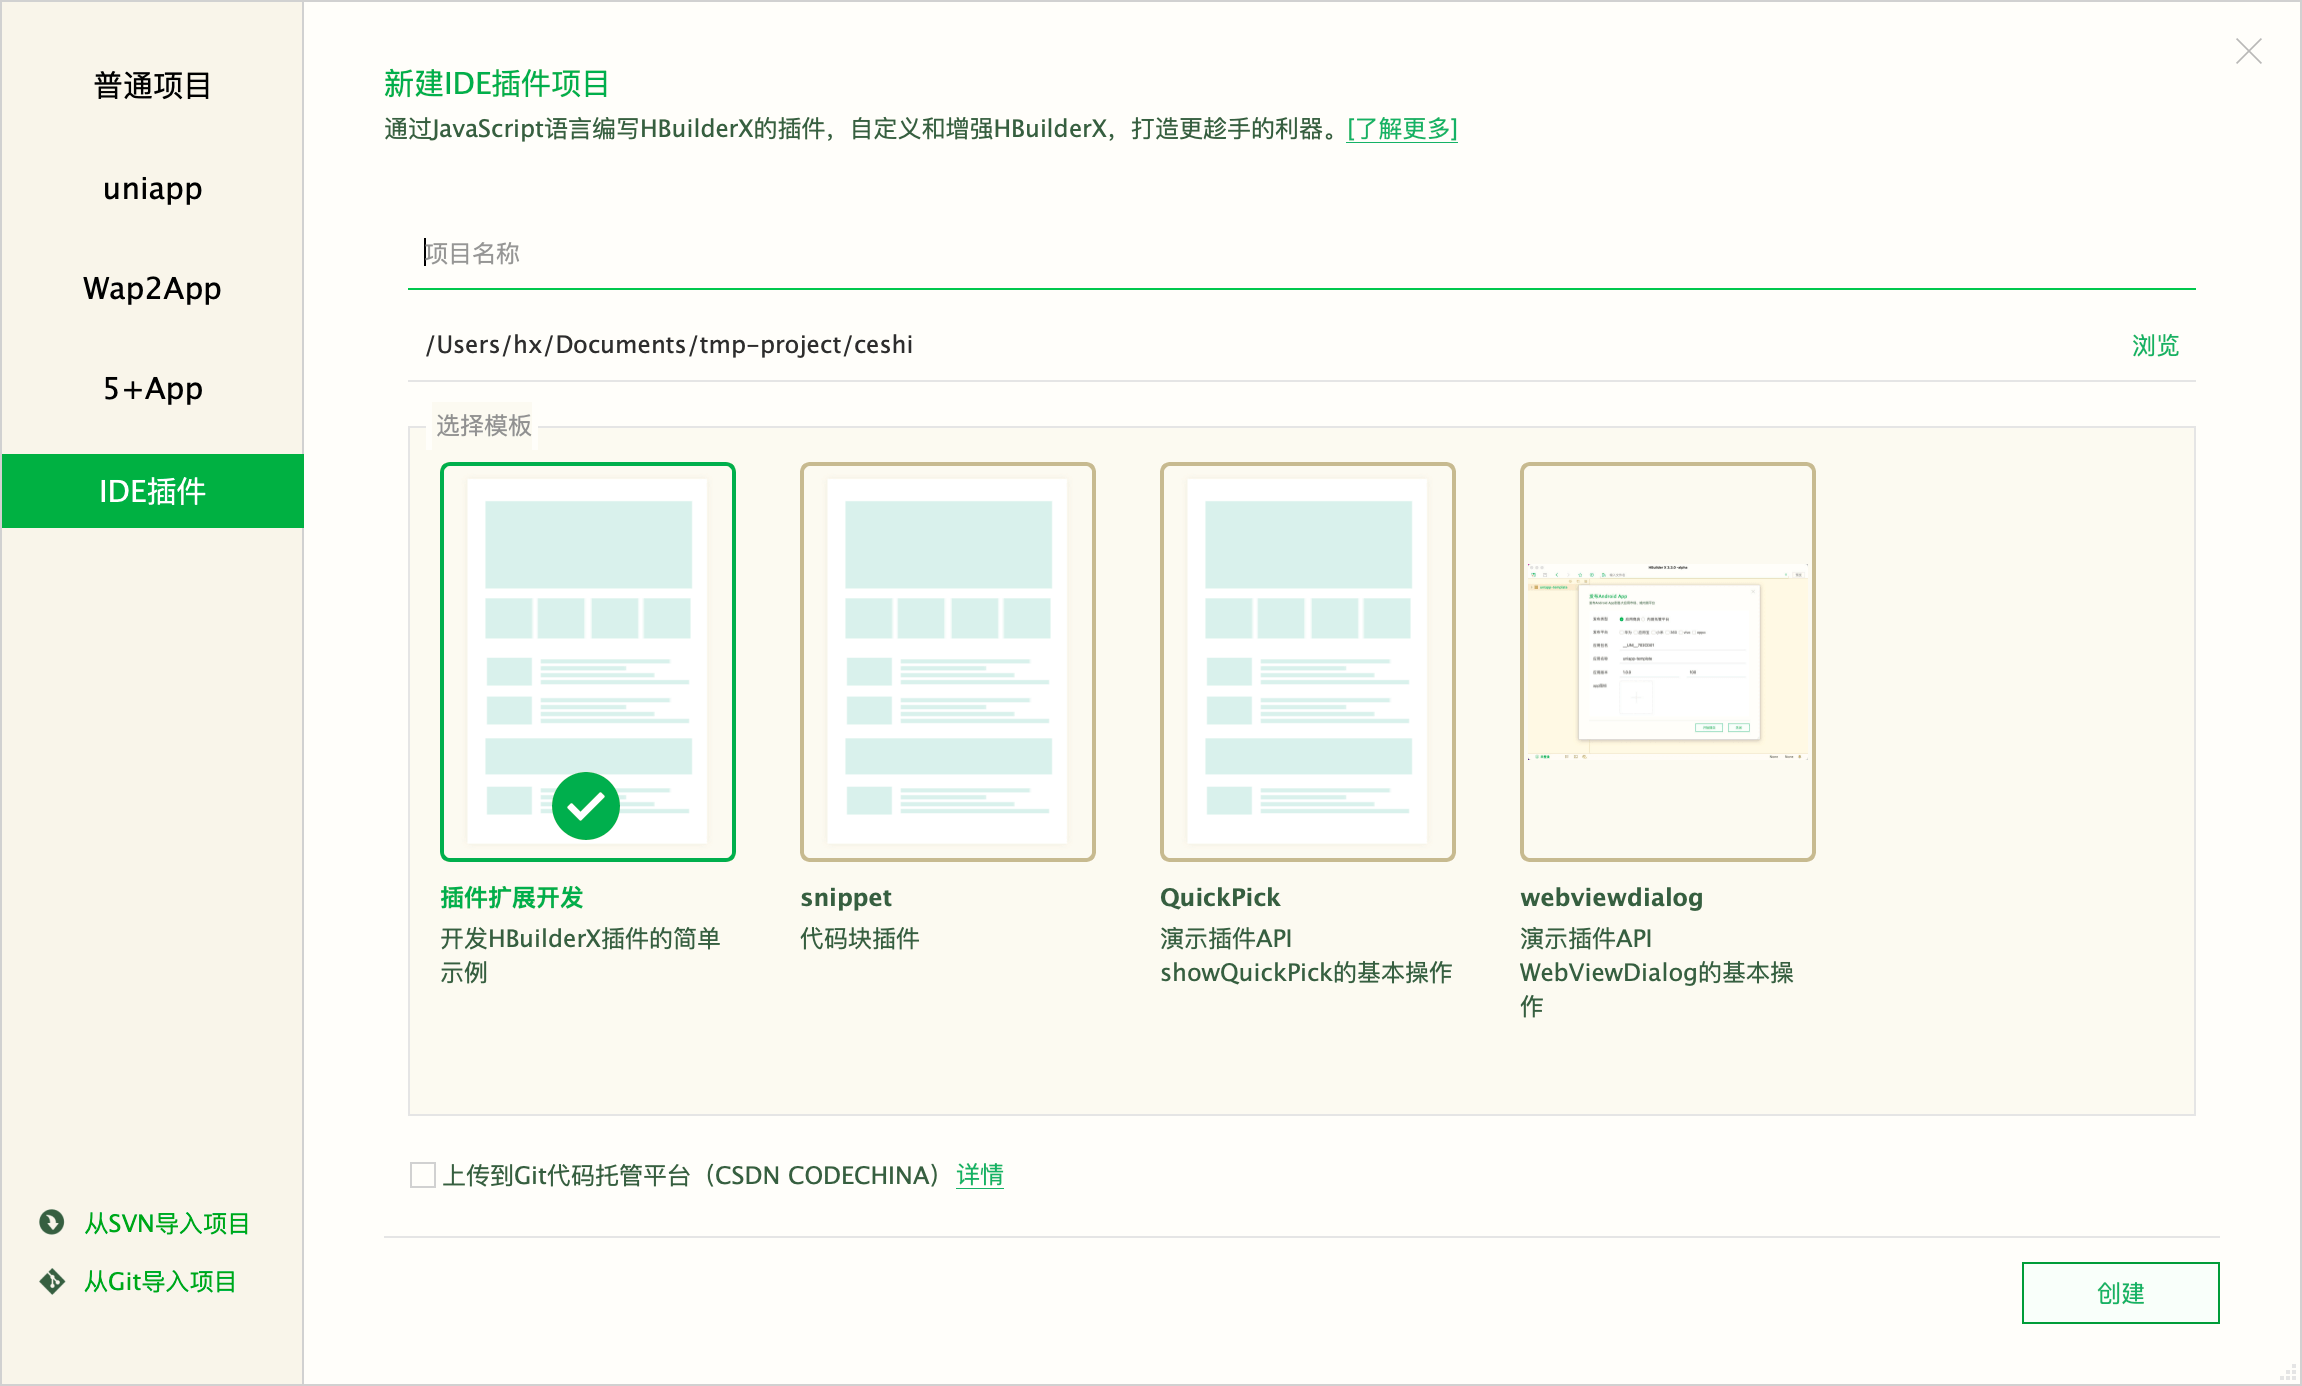 普通项目
uniapp
Wap2App
5+App
IDE插件
从SVN导入项目
从Git导入项目
新建IDE插件项目
通过JavaScript语言编写HBuilderX的插件，自定义和增强HBuilderX，打造更趁手的利器。[了解更多]
项目名称
/Users/hx/Documents/tmp-project/ceshi
浏览
选择模板
插件扩展开发
开发HBuilderX插件的简单
示例
snippet
代码块插件
QuickPick
演示插件API
showQuickPick的基本操作
webviewdialog
演示插件API
WebViewDialog的基本操
作
上传到Git代码托管平台（CSDN CODECHINA） 详情
创建